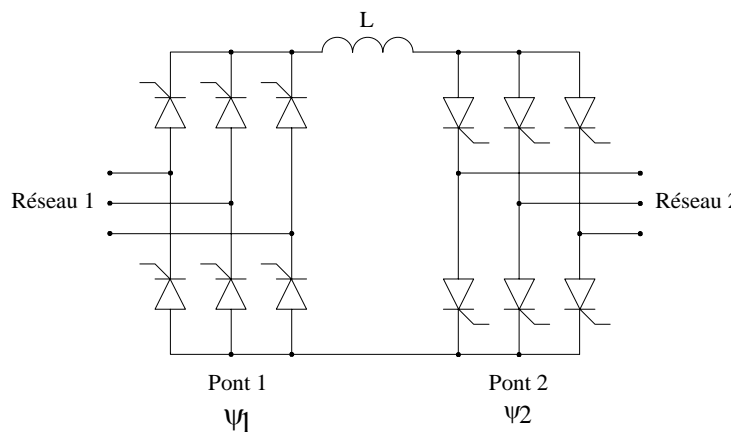 L
Réseau 1
Réseau 2
Pont 1
Pont 2
Ψ1
Ψ2